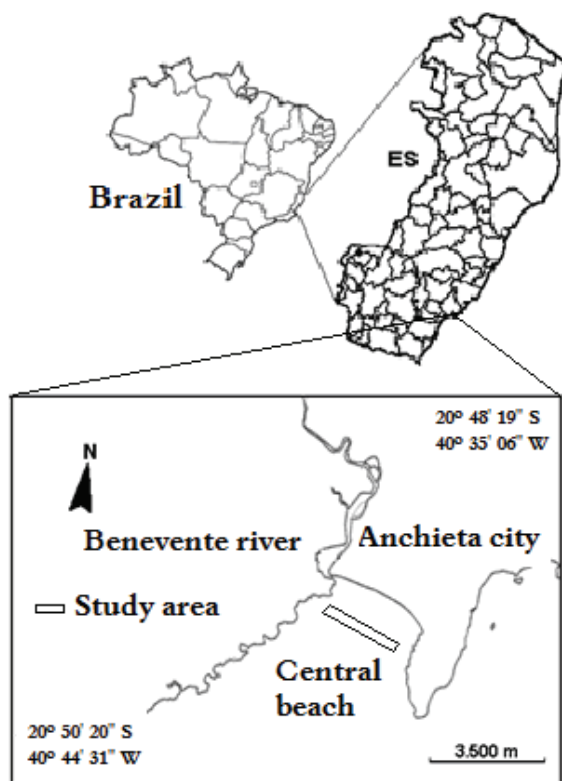 ES
Brazil
20º 48' 19" S
40º 35' 06" W
N
Benevente river
Anchieta city
Study area
Central
beach
20º 50' 20" S
40º 44' 31" W
3.500 m